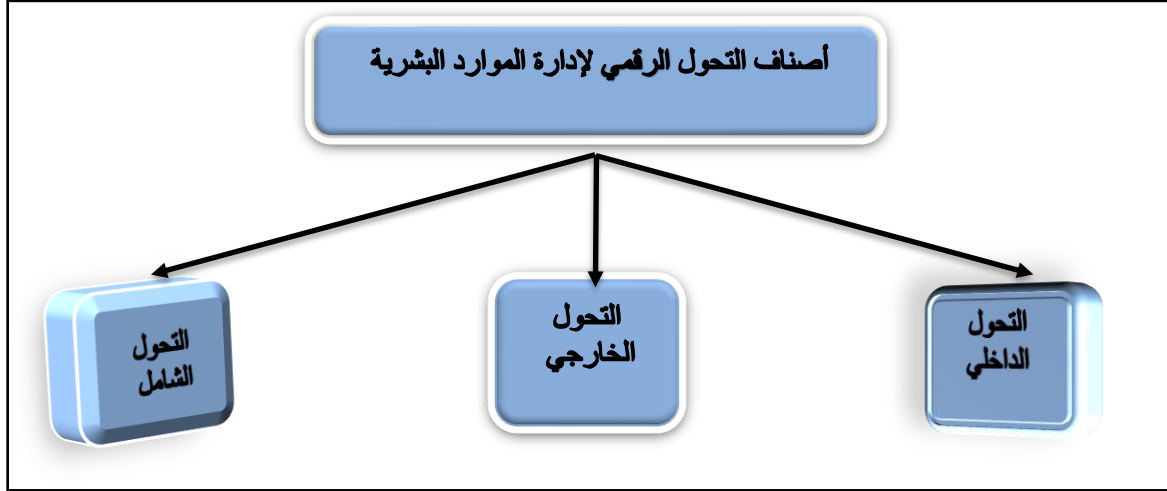 أصناف التحول الرقمي لإدارة الموارد البشرية
التحول
الداخلي
التحول
الخارجي
التحول
الشامل